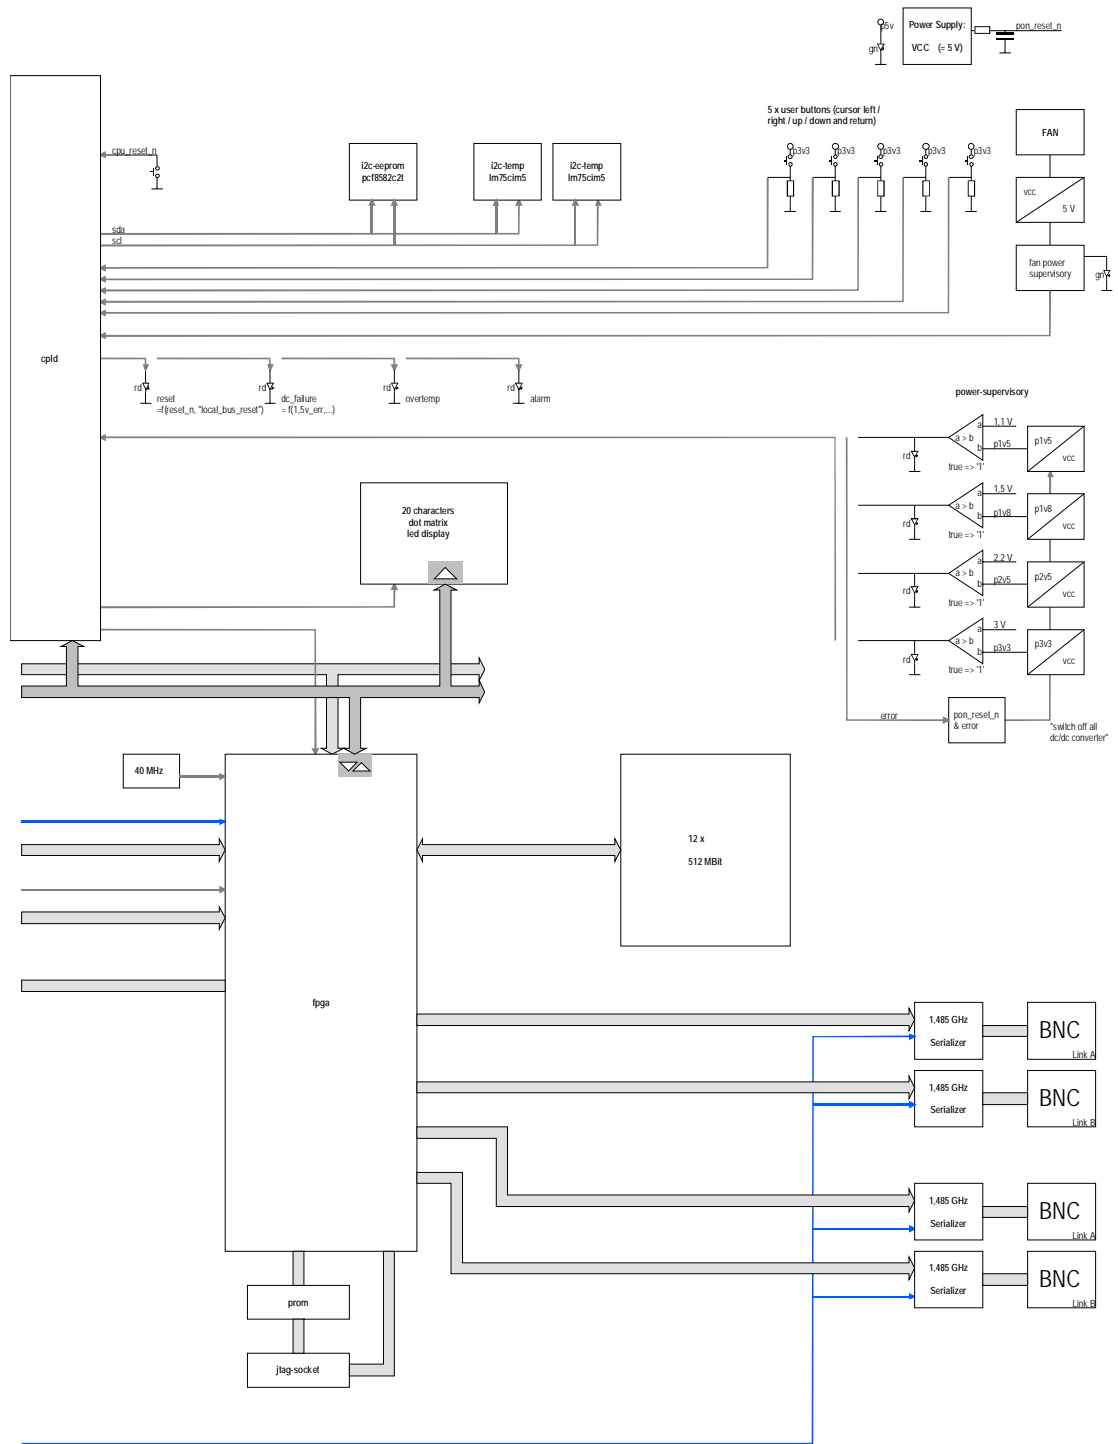 p5v
gn
Power Supply:
VCC (= 5 V)
pon_reset_n
5 x user buttons (cursor left /
right / up / down and return)
p3v3
p3v3
p3v3
p3v3
p3v3
FAN
vcc
5 V
fan power
supervisory
gn
cpu_reset_n
i2c-eeprom
pcf8582c2t
i2c-temp
lm75cim5
i2c-temp
lm75cim5
sda
scl
cpld
rd
reset
=f(reset_n, "local_bus_reset")
rd
dc_failure
= f(1,5v_err,...)
rd
overtemp
rd
alarm
power-supervisory
rd
a > b
a
b
1,1 V
p1v5
true => '1'
p1v5
vcc
rd
a > b
a
b
1,5 V
p1v8
true => '1'
p1v8
vcc
rd
a > b
a
b
2,2 V
p2v5
true => '1'
p2v5
vcc
rd
a > b
a
b
3 V
p3v3
true => '1'
p3v3
vcc
20 characters
dot matrix
led display
error
pon_reset_n
& error
"switch off all
dc/dc converter"
40 MHz
12 x
512 MBit
fpga
1,485 GHz
Serializer
BNC
Link A
1,485 GHz
Serializer
BNC
Link B
1,485 GHz
Serializer
BNC
Link A
1,485 GHz
Serializer
BNC
Link B
prom
jtag-socket